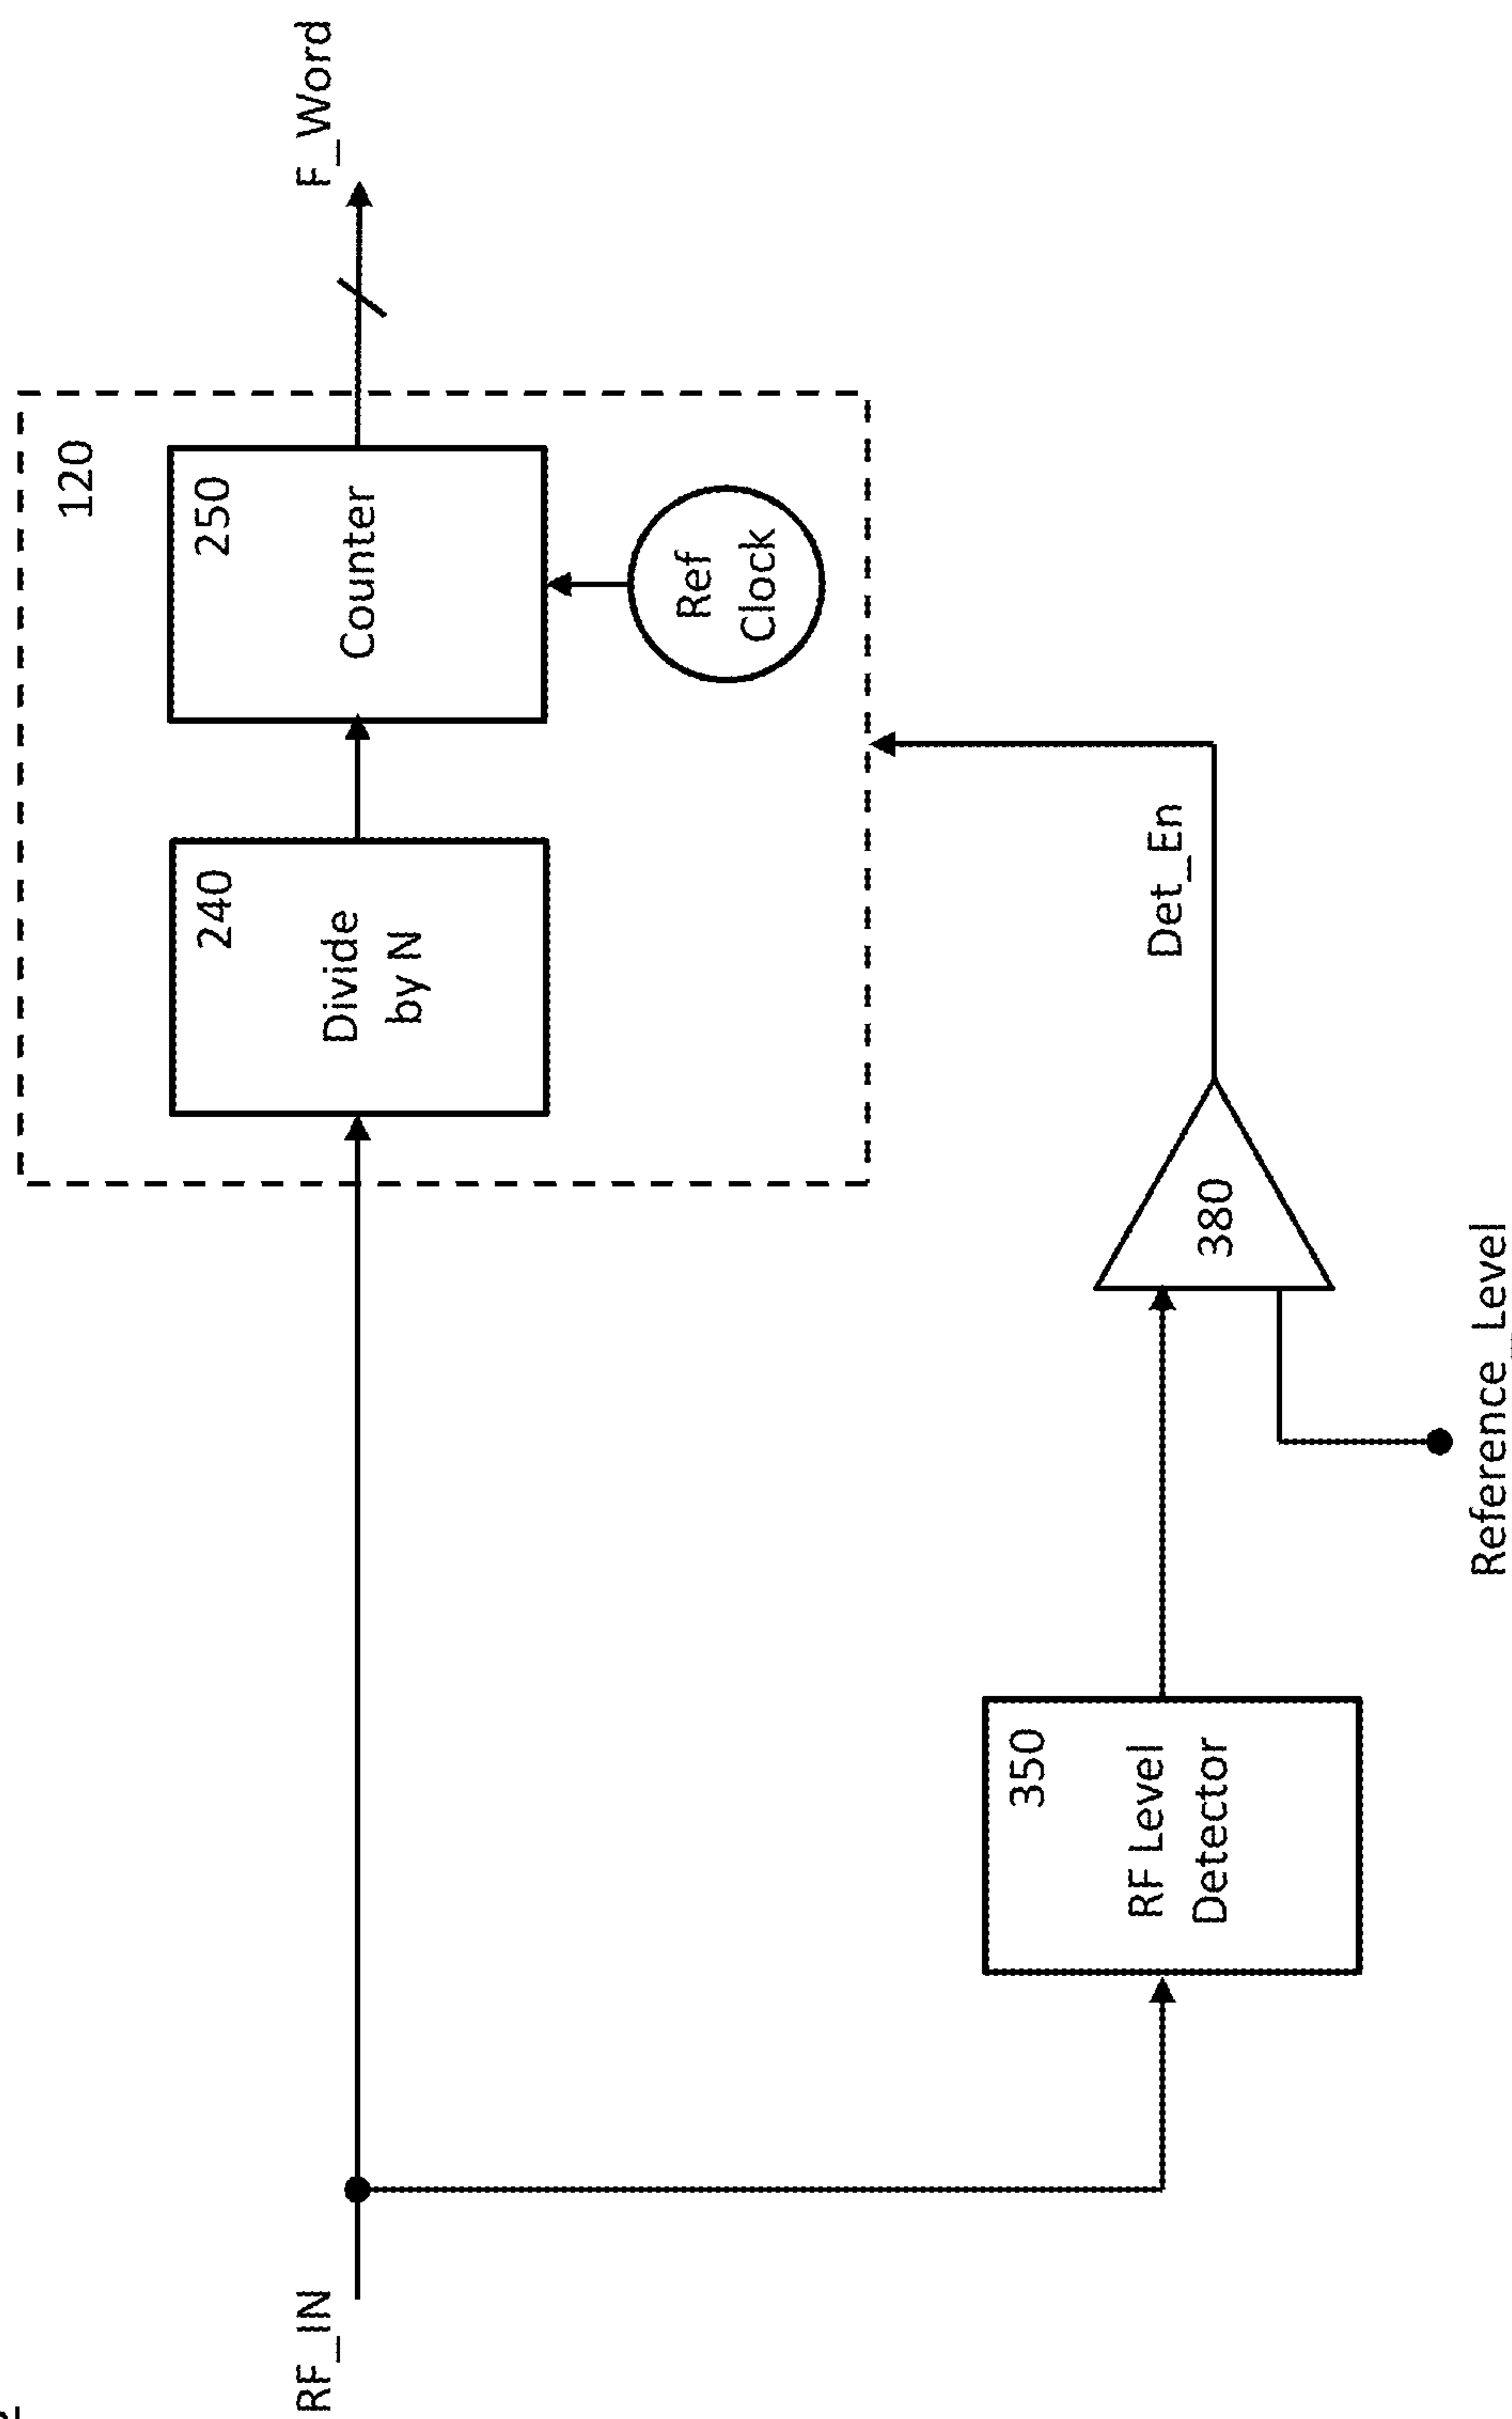 120
240
Divide
by N
250
Counter
F_Word
Ref
Clock
RF_IN
Det_En
350
RF Level
Detector
380
Reference_Level